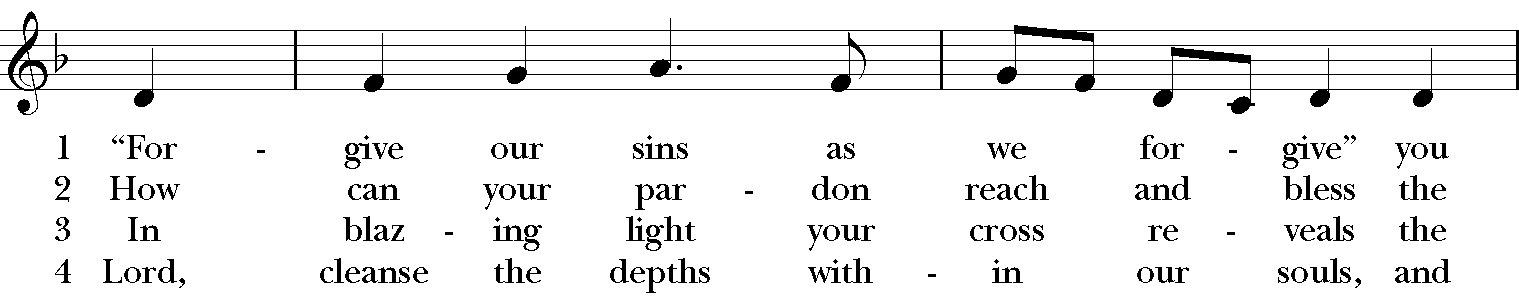 1 “For - give our sins as we for - give” you
2 How can your par - don reach and bless the
3 In blaz - ing light your cross re - veals the
4 Lord, cleanse the depths with - in our souls, and